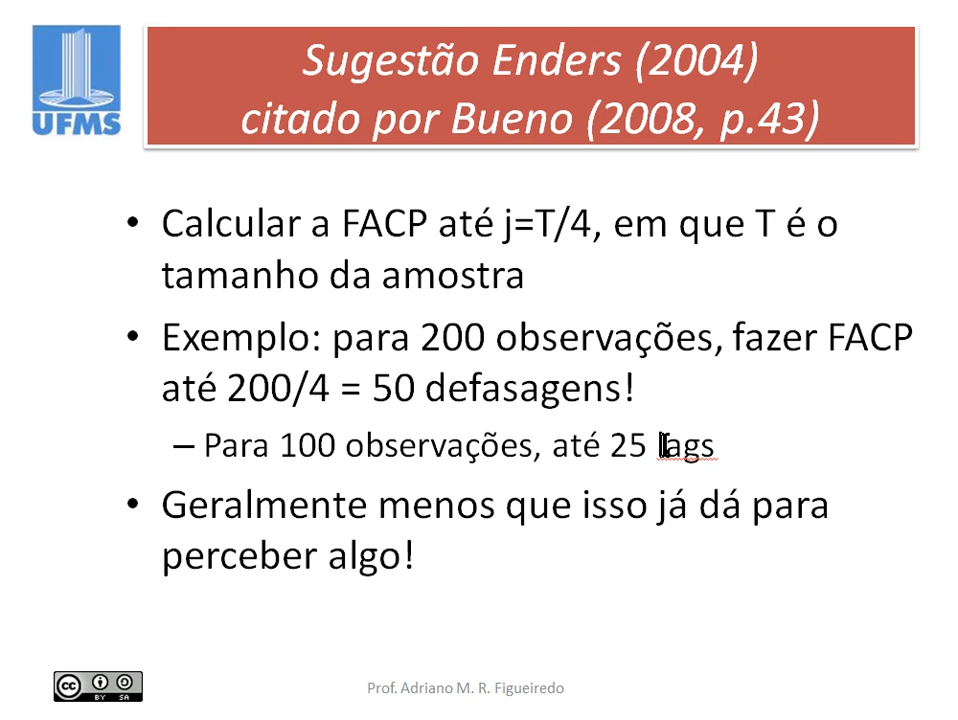 UFMS
Sugestão Enders (2004)
citado por Bueno (2008, p.43)
• Calcular a FACP até j=T/4, em que T é o
tamanho da amostra
• Exemplo: para 200 observações, fazer FACP
até 200/4 = 50 defasagens!
– Para 100 observações, até 25 lags
• Geralmente menos que isso já dá para
perceber algo!
cc BY SA
Prof. Adriano M. R. Figueiredo